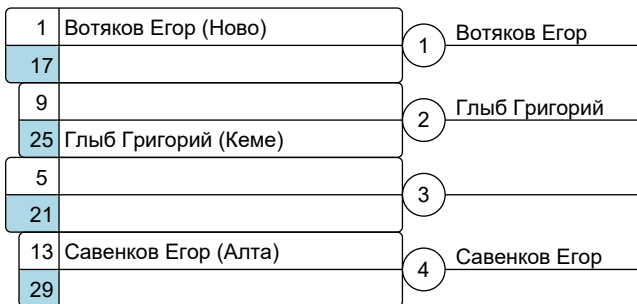 1 Вотяков Егор (Ново)
1 Вотяков Егор
17
9
2 Глыб Григорий
25 Глыб Григорий (Кеме)
5
3
21
13 Савенков Егор (Алта)
4 Савенков Егор
29